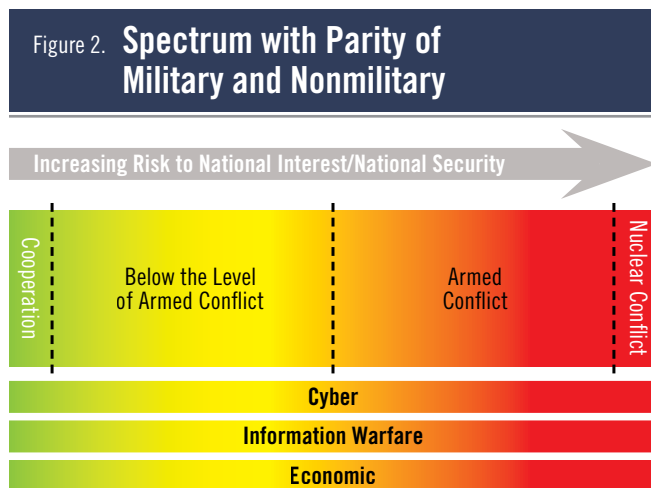 Figure 2. Spectrum with Parity of
Military and Nonmilitary
Increasing Risk to National Interest/National Security
Cooperation
Below the Level
of Armed Conflict
Armed
Conflict
Nuclear Conflict
Cyber
Information Warfare
Economic